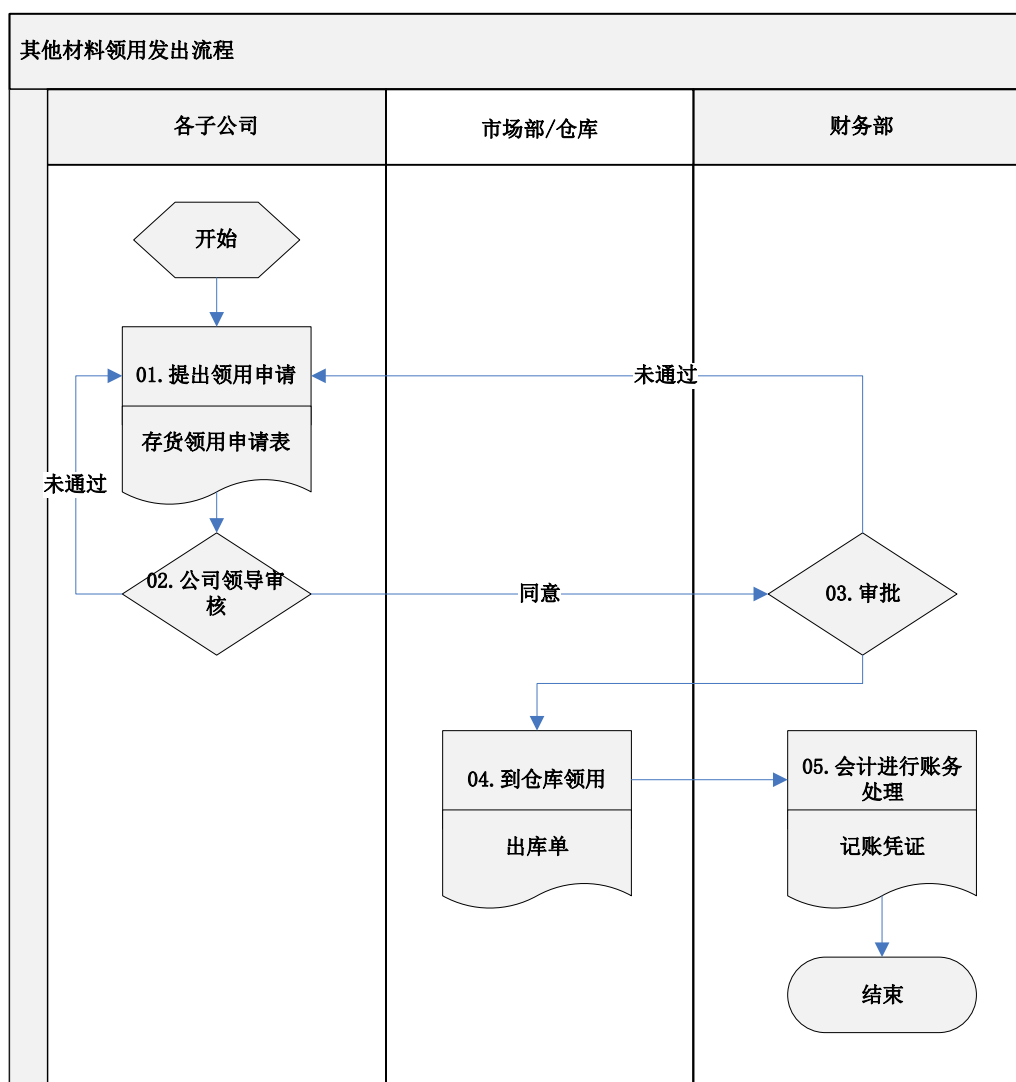 其他材料领用发出流程
各子公司
市场部/仓库
财务部
开始
01.提出领用申请
未通过
存货领用申请表
未通过
02.公司领导审
核
同意
03.审批
04.到仓库领用
05.会计进行账务
处理
出库单
记账凭证
结束